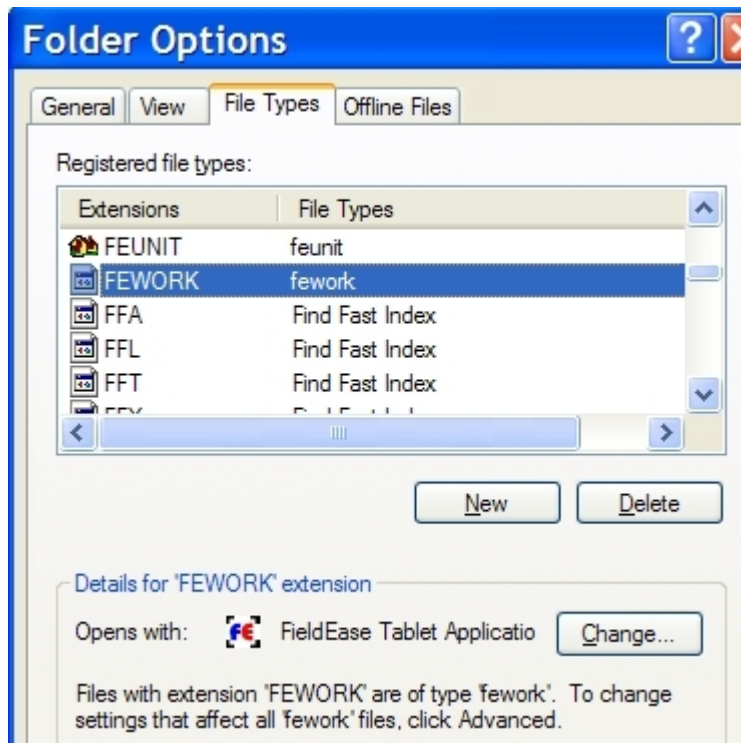 Folder Options
General View File Types Offline Files
Registered file types:
Extensions File Types
FEUNIT feunit
FEWORK fework
FFA Find Fast Index
FFL Find Fast Index
FFT Find Fast Index
New Delete
Details for 'FEWORK' extension
Opens with: FE FieldEase Tablet Applicatio Change...
Files with extension 'FEWORK' are of type 'fework'. To change
settings that affect all 'fework' files, click Advanced.